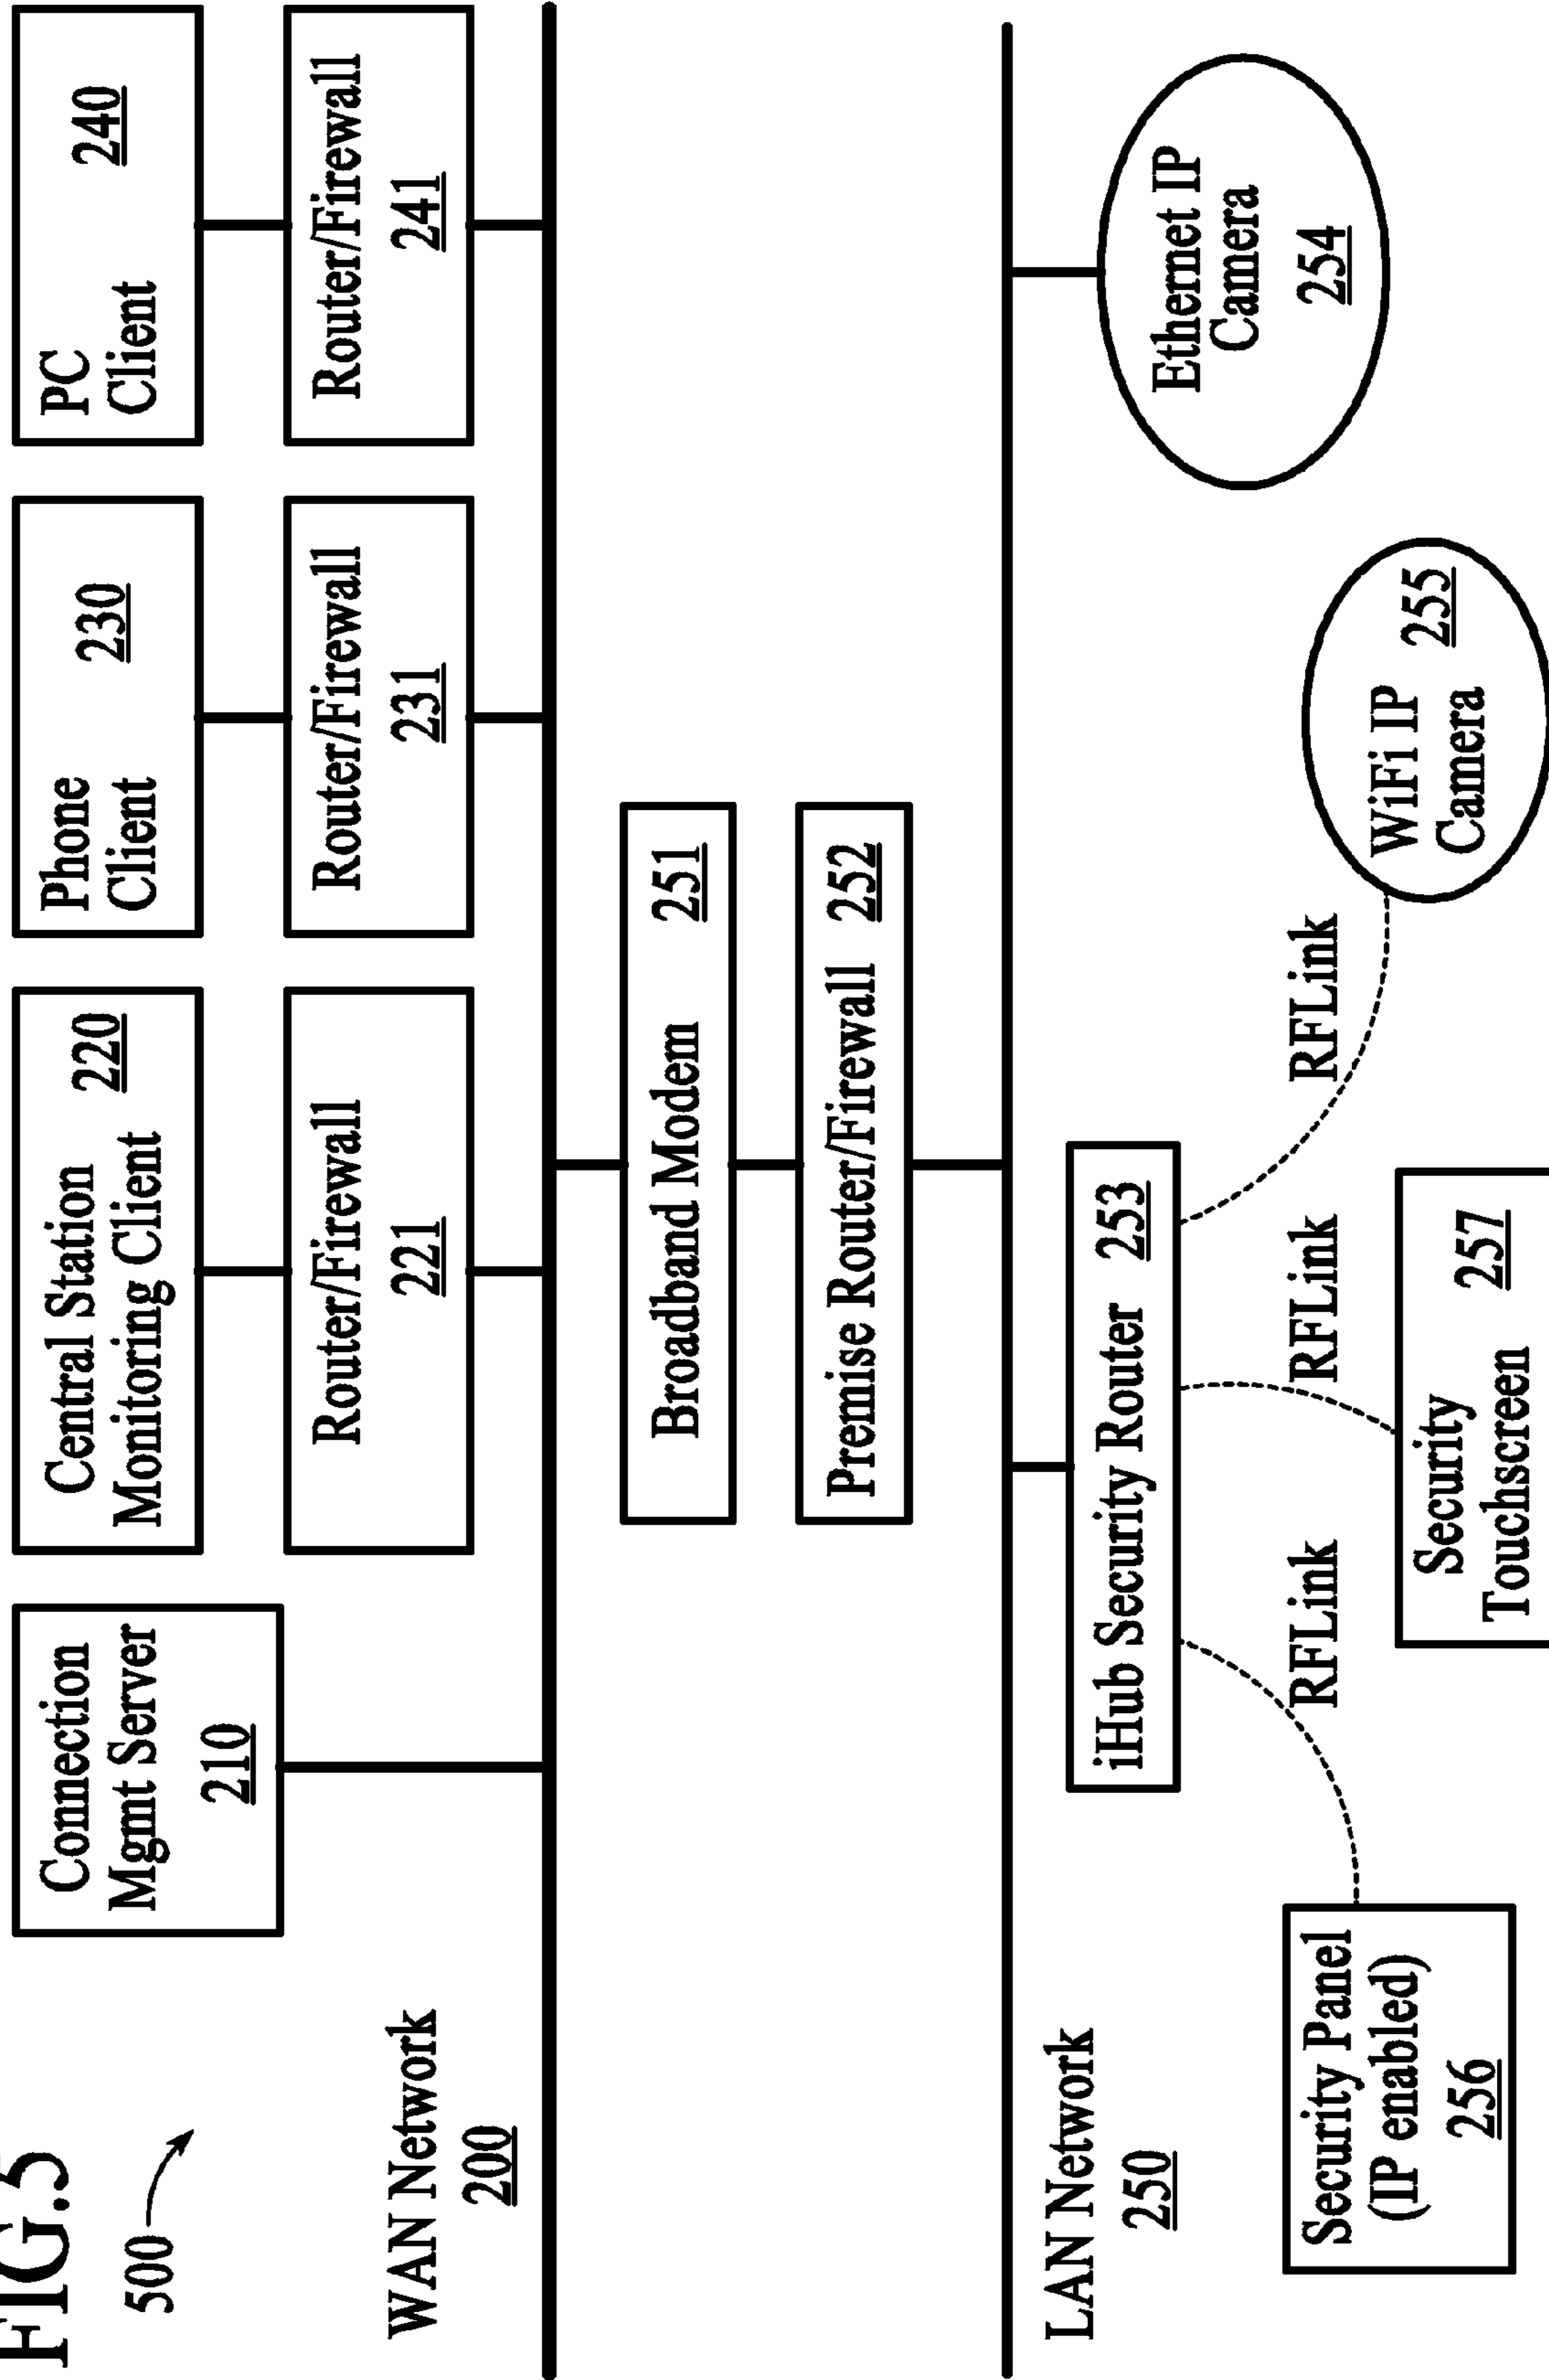 FIG.5
500
Connection
Mgmt Server
210
Central Station
Monitoring Client
220
Phone
Client
230
PC
Client
240
Router/Firewall
221
Router/Firewall
231
Router/Firewall
241
WAN Network
200
Broadband Modem 251
Premise Router/Firewall 252
LAN Network
250
iHub Security Router 253
Ethernet IP
Camera
254
RFLink
RFLink
RFLink
Security Panel
(IP enabled)
256
Security
Touchscreen
257
WiFi IP
Camera
255